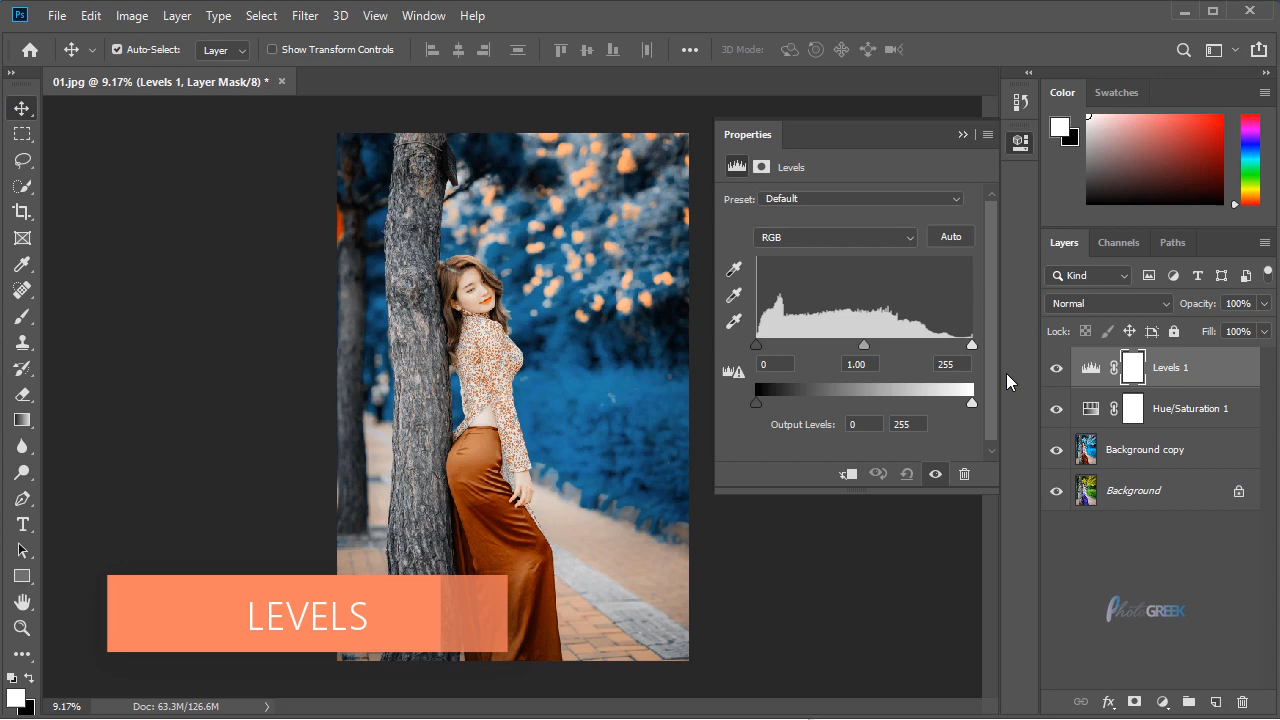 Ps File Edit Image Layer Type Select Filter 3D View Window Help
Auto-Select: Layer Show Transform Controls 3D Mode:
01.jpg @ 9.17% (Levels 1, Layer Mask/8) *
Properties
Levels
Preset: Default
RGB Auto
0 1.00 255
Output Levels: 0 255
Color Swatches
Layers Channels Paths
Kind
Normal Opacity: 100%
Lock: Fill: 100%
Levels 1
Hue/Saturation 1
Background copy
Background
PhotoGREEK
LEVELS
9.17% Doc: 63.3M/126.6M